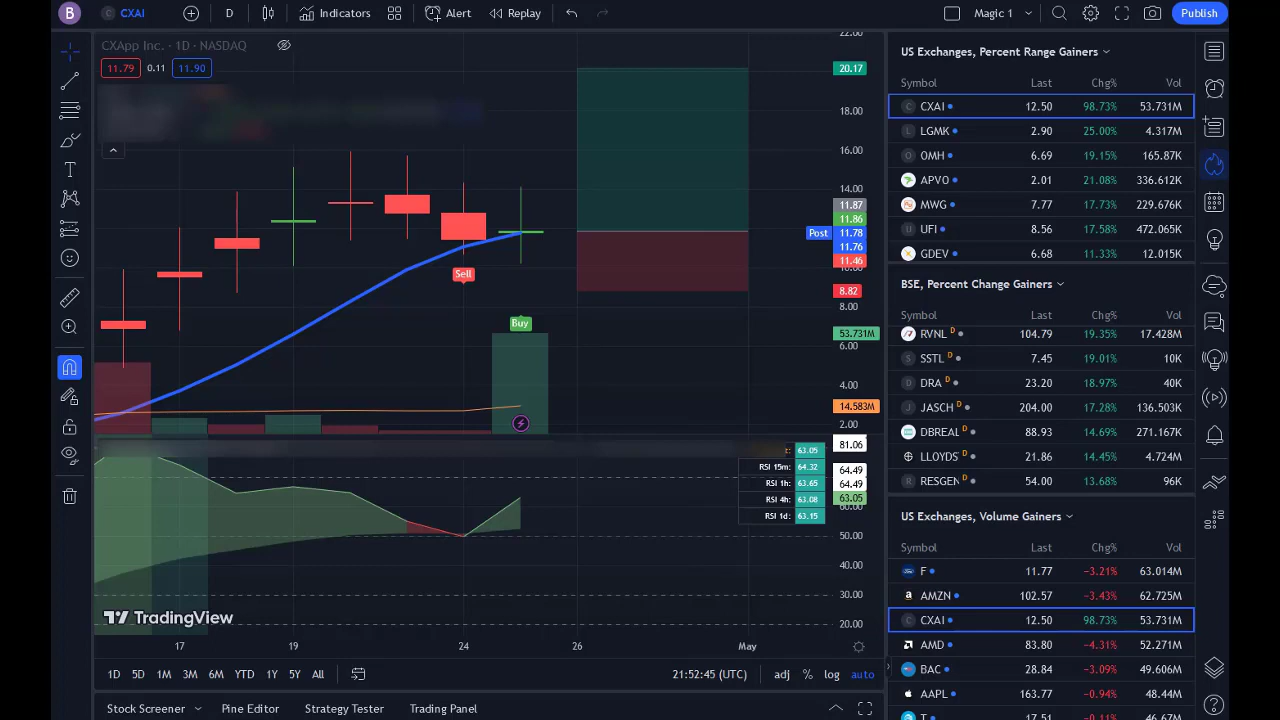 B CXAI D Indicators Alert Replay Magic 1 Publish
CXApp Inc. · 1D · NASDAQ
11.79 0.11 11.90
22.00
20.17
18.00
16.00
14.00
11.87
11.86
Post 11.78
11.76
11.46
10.00
8.82
8.00
53.731M
6.00
4.00
14.583M
2.00
Sell
Buy
81.06
63.05
RSI 15m: 64.32
RSI 1h: 63.65
RSI 4h: 63.08
RSI 1d: 63.15
64.49
64.49
63.05
60.00
50.00
40.00
30.00
20.00
TradingView
17 19 24 26 May
1D 5D 1M 3M 6M YTD 1Y 5Y All 21:52:45 (UTC) adj % log auto
Stock Screener Pine Editor Strategy Tester Trading Panel
US Exchanges, Percent Range Gainers
Symbol Last Chg% Vol
C CXAI 12.50 98.73% 53.731M
L LGMK 2.90 25.00% 4.317M
O OMH 6.69 19.15% 165.87K
APVO 2.01 21.08% 336.612K
MWG 7.77 17.73% 229.676K
U UFI 8.56 17.58% 472.065K
GDEV 6.68 11.33% 12.015K
BSE, Percent Change Gainers
Symbol Last Chg% Vol
RVNL D 104.79 19.35% 17.428M
S SSTL D 7.45 19.01% 10K
D DRA D 23.20 18.97% 40K
J JASCH D 204.00 17.28% 136.503K
DBREAL D 88.93 14.69% 271.167K
LLOYDS D 21.86 14.45% 4.724M
R RESGEN D 54.00 13.68% 96K
US Exchanges, Volume Gainers
Symbol Last Chg% Vol
F 11.77 −3.21% 63.014M
AMZN 102.57 −3.43% 62.725M
C CXAI 12.50 98.73% 53.731M
AMD 83.80 −4.31% 52.271M
BAC 28.84 −3.09% 49.606M
AAPL 163.77 −0.94% 48.44M
T 17.51 −0.11% 46.67M